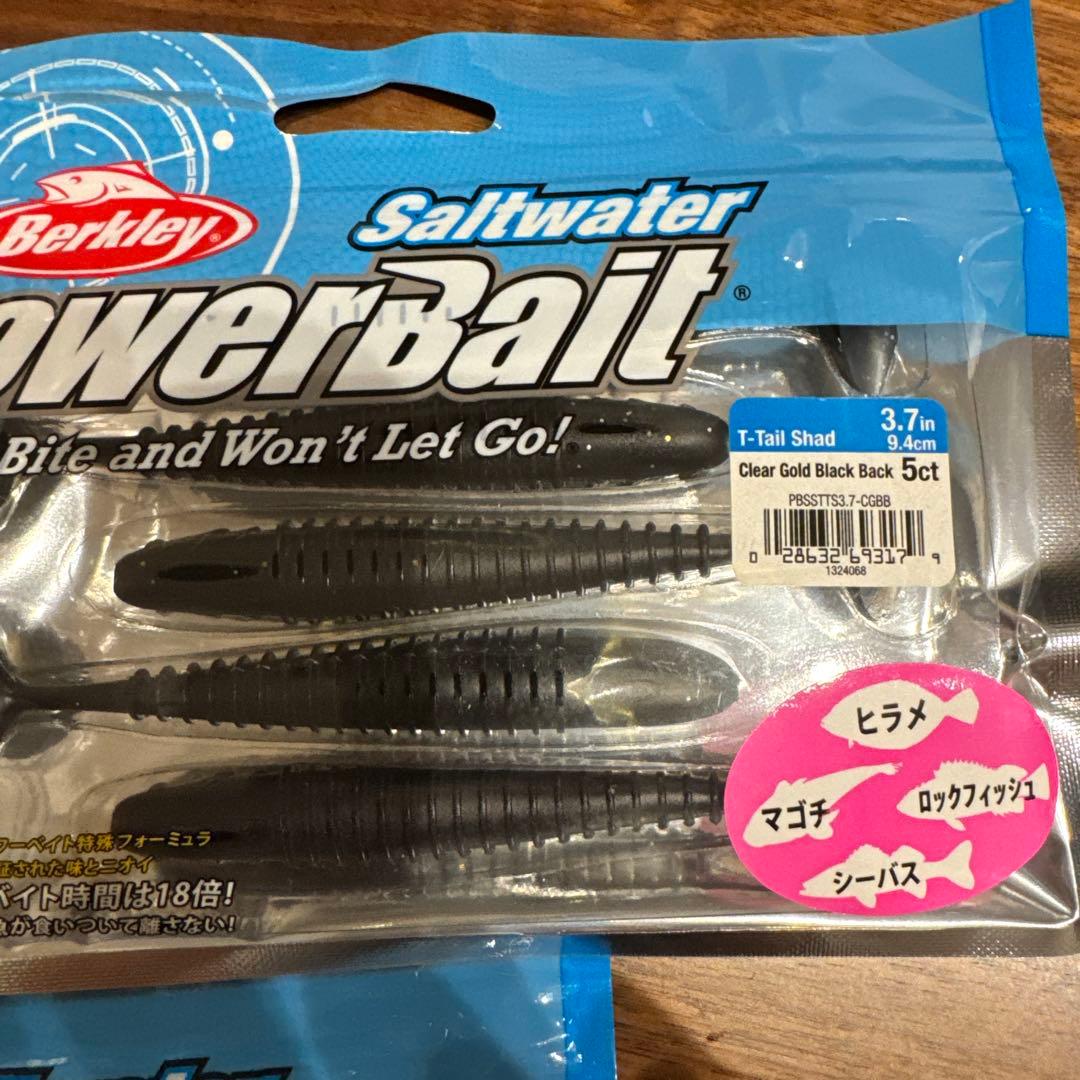 Berkley®
Saltwater
PowerBait®
Bite and Won't Let Go!
T-Tail Shad
3.7in
9.4cm
Clear Gold Black Back 5ct
PBSSTTS3.7-CGBB
0 28632 69317 9
1324068
ヒラメ
マゴチ
ロックフィッシュ
シーバス
ワーベイト特殊フォーミュラ
証された味とニオイ
バイト時間は18倍!
魚が食いついて離さない!